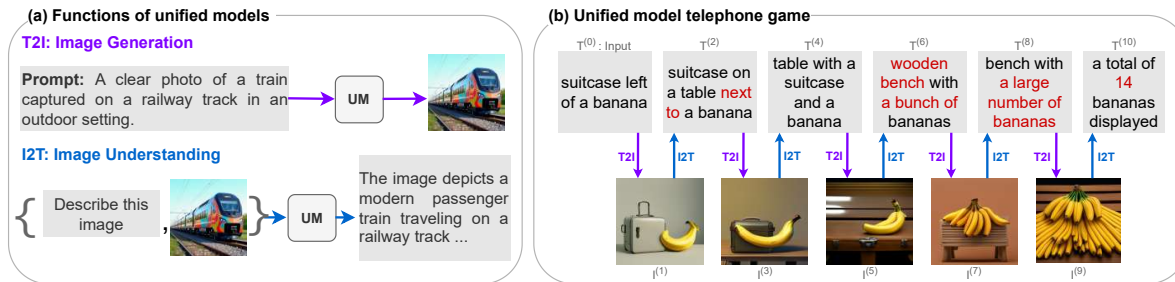 (a) Functions of unified models
T2I: Image Generation
Prompt: A clear photo of a train
captured on a railway track in an
outdoor setting.
UM
I2T: Image Understanding
{ Describe this
image , }
UM
The image depicts a
modern passenger
train traveling on a
railway track ...
(b) Unified model telephone game
T(0) : Input
T(2)
T(4)
T(6)
T(8)
T(10)
suitcase left
of a banana
suitcase on
a table next
to a banana
table with a
suitcase
and a
banana
wooden
bench with
a bunch of
bananas
bench with
a large
number of
bananas
a total of
14
bananas
displayed
T2I
I2T
T2I
I2T
T2I
I2T
T2I
I2T
T2I
I2T
I(1)
I(3)
I(5)
I(7)
I(9)